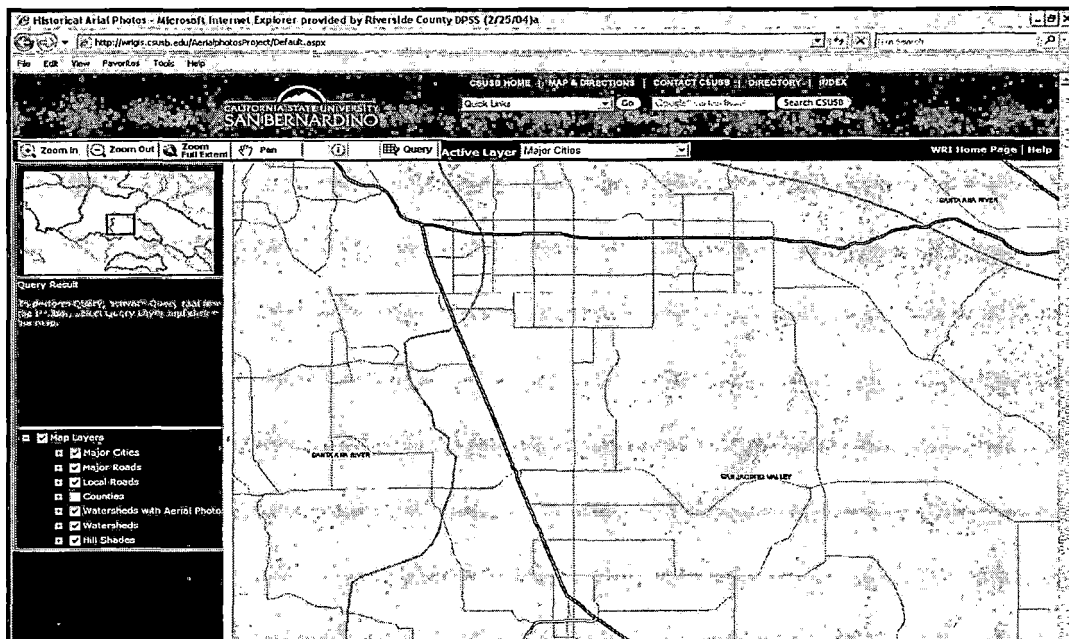 Historical Arial Photos - Microsoft Internet Explorer provided by Riverside County DPSS (2/25/04)a
http://wrigis.csusb.edu/AerialphotosProject/Default.aspx
File Edit View Favorites Tools Help
CSUSB HOME | MAP & DIRECTIONS | CONTACT CSUSB | DIRECTORY | INDEX
Quick Links Go Search CSUSB
CALIFORNIA STATE UNIVERSITY
SAN BERNARDINO
Zoom In Zoom Out Zoom Full Extent Pan Query Active Layer Major Cities WRI Home Page | Help
SANTA ANA RIVER
Query Result
Map Layers
Major Cities
Major Roads
Local Roads
Counties
Watersheds with Aerial Photo
Watersheds
Hill Shades
SANTA ANA RIVER
SAN JACINTO VALLEY